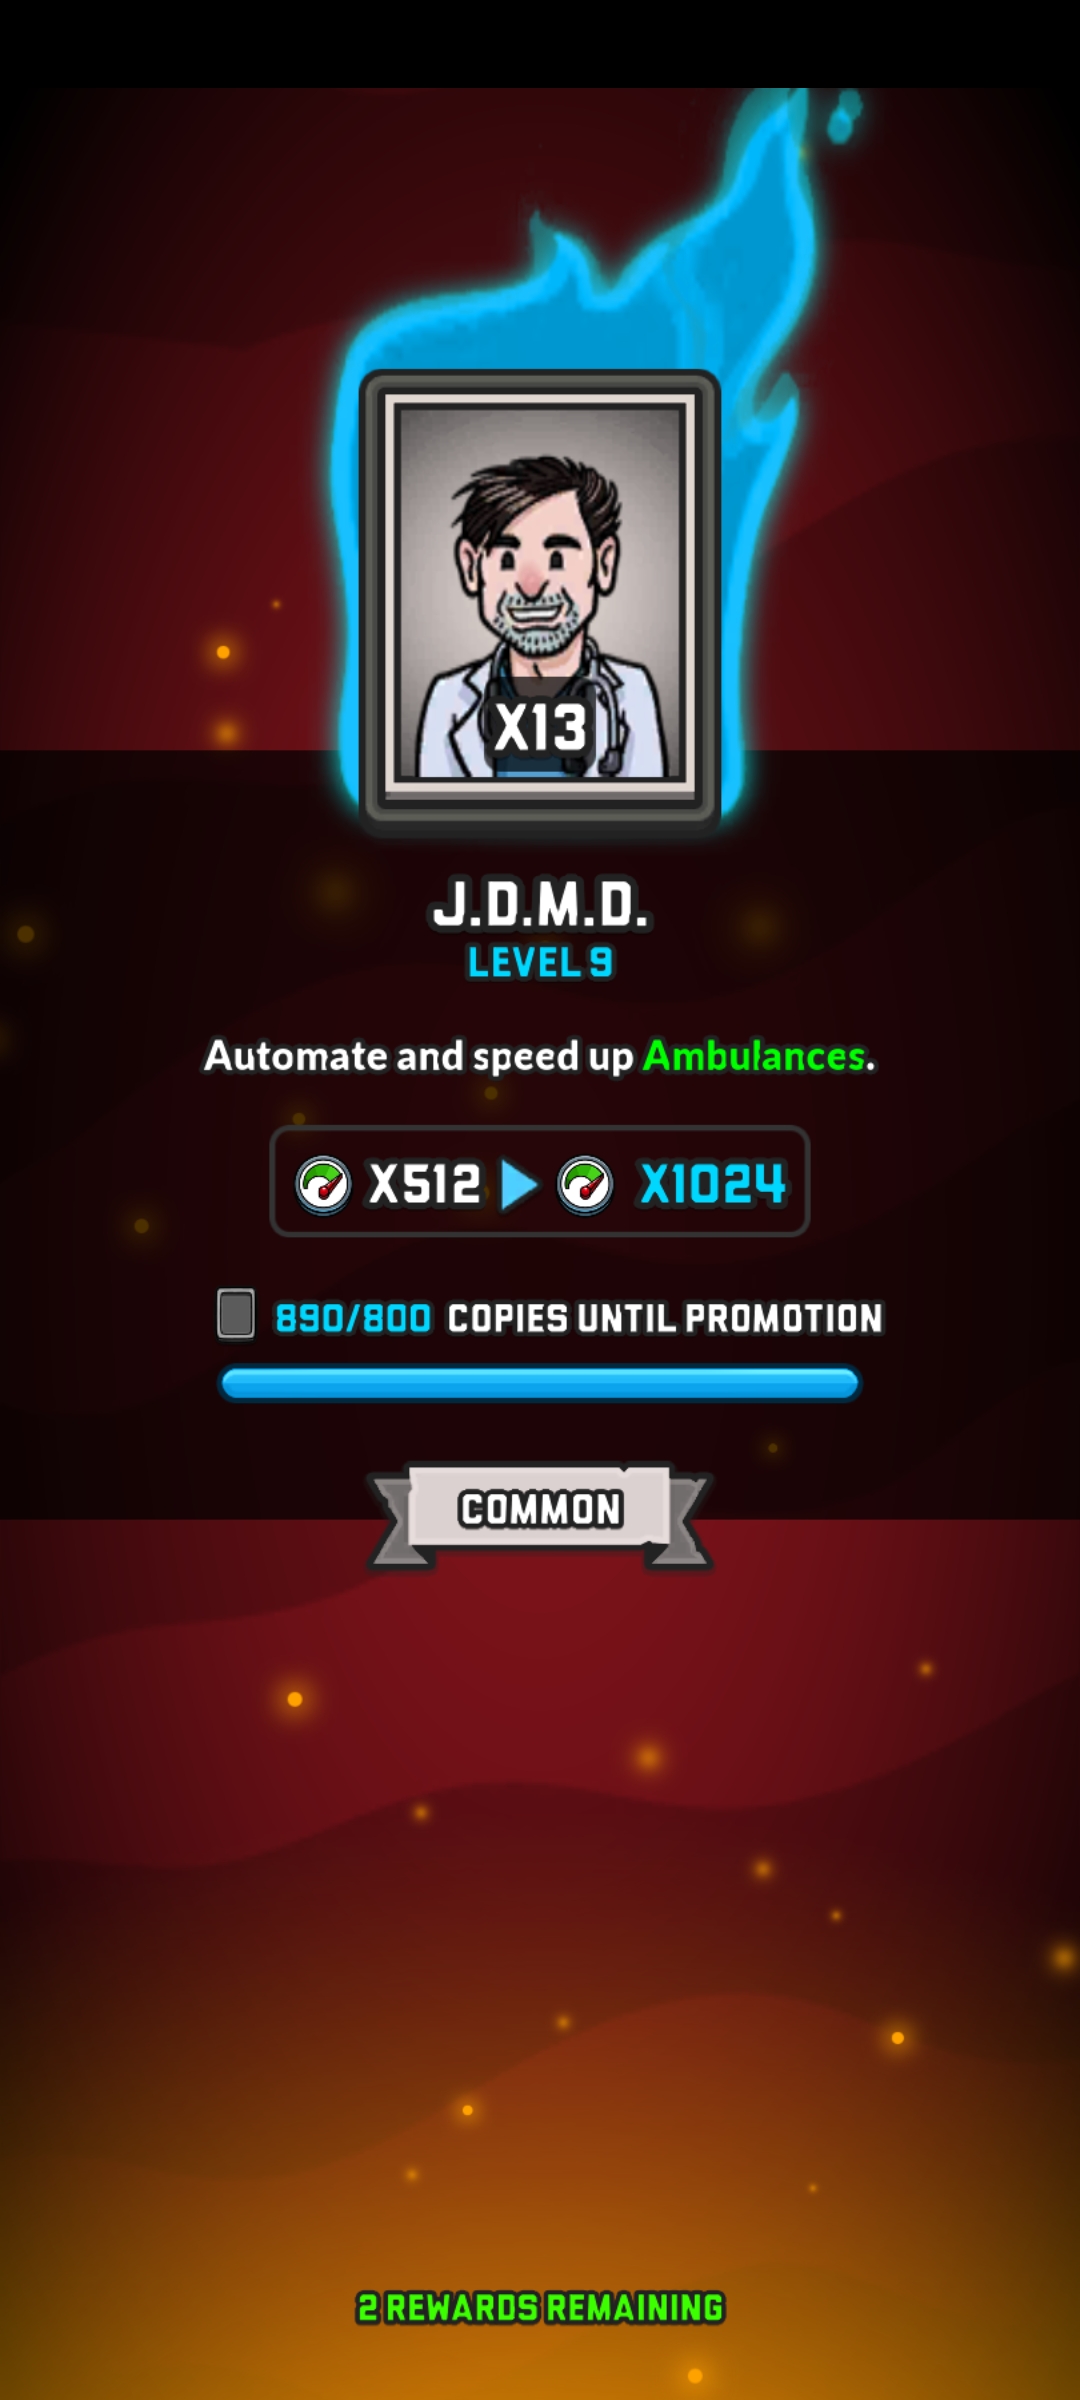 X13
J.D.M.D.
LEVEL 9
Automate and speed up Ambulances.
X512 X1024
890/800 COPIES UNTIL PROMOTION
COMMON
2 REWARDS REMAINING